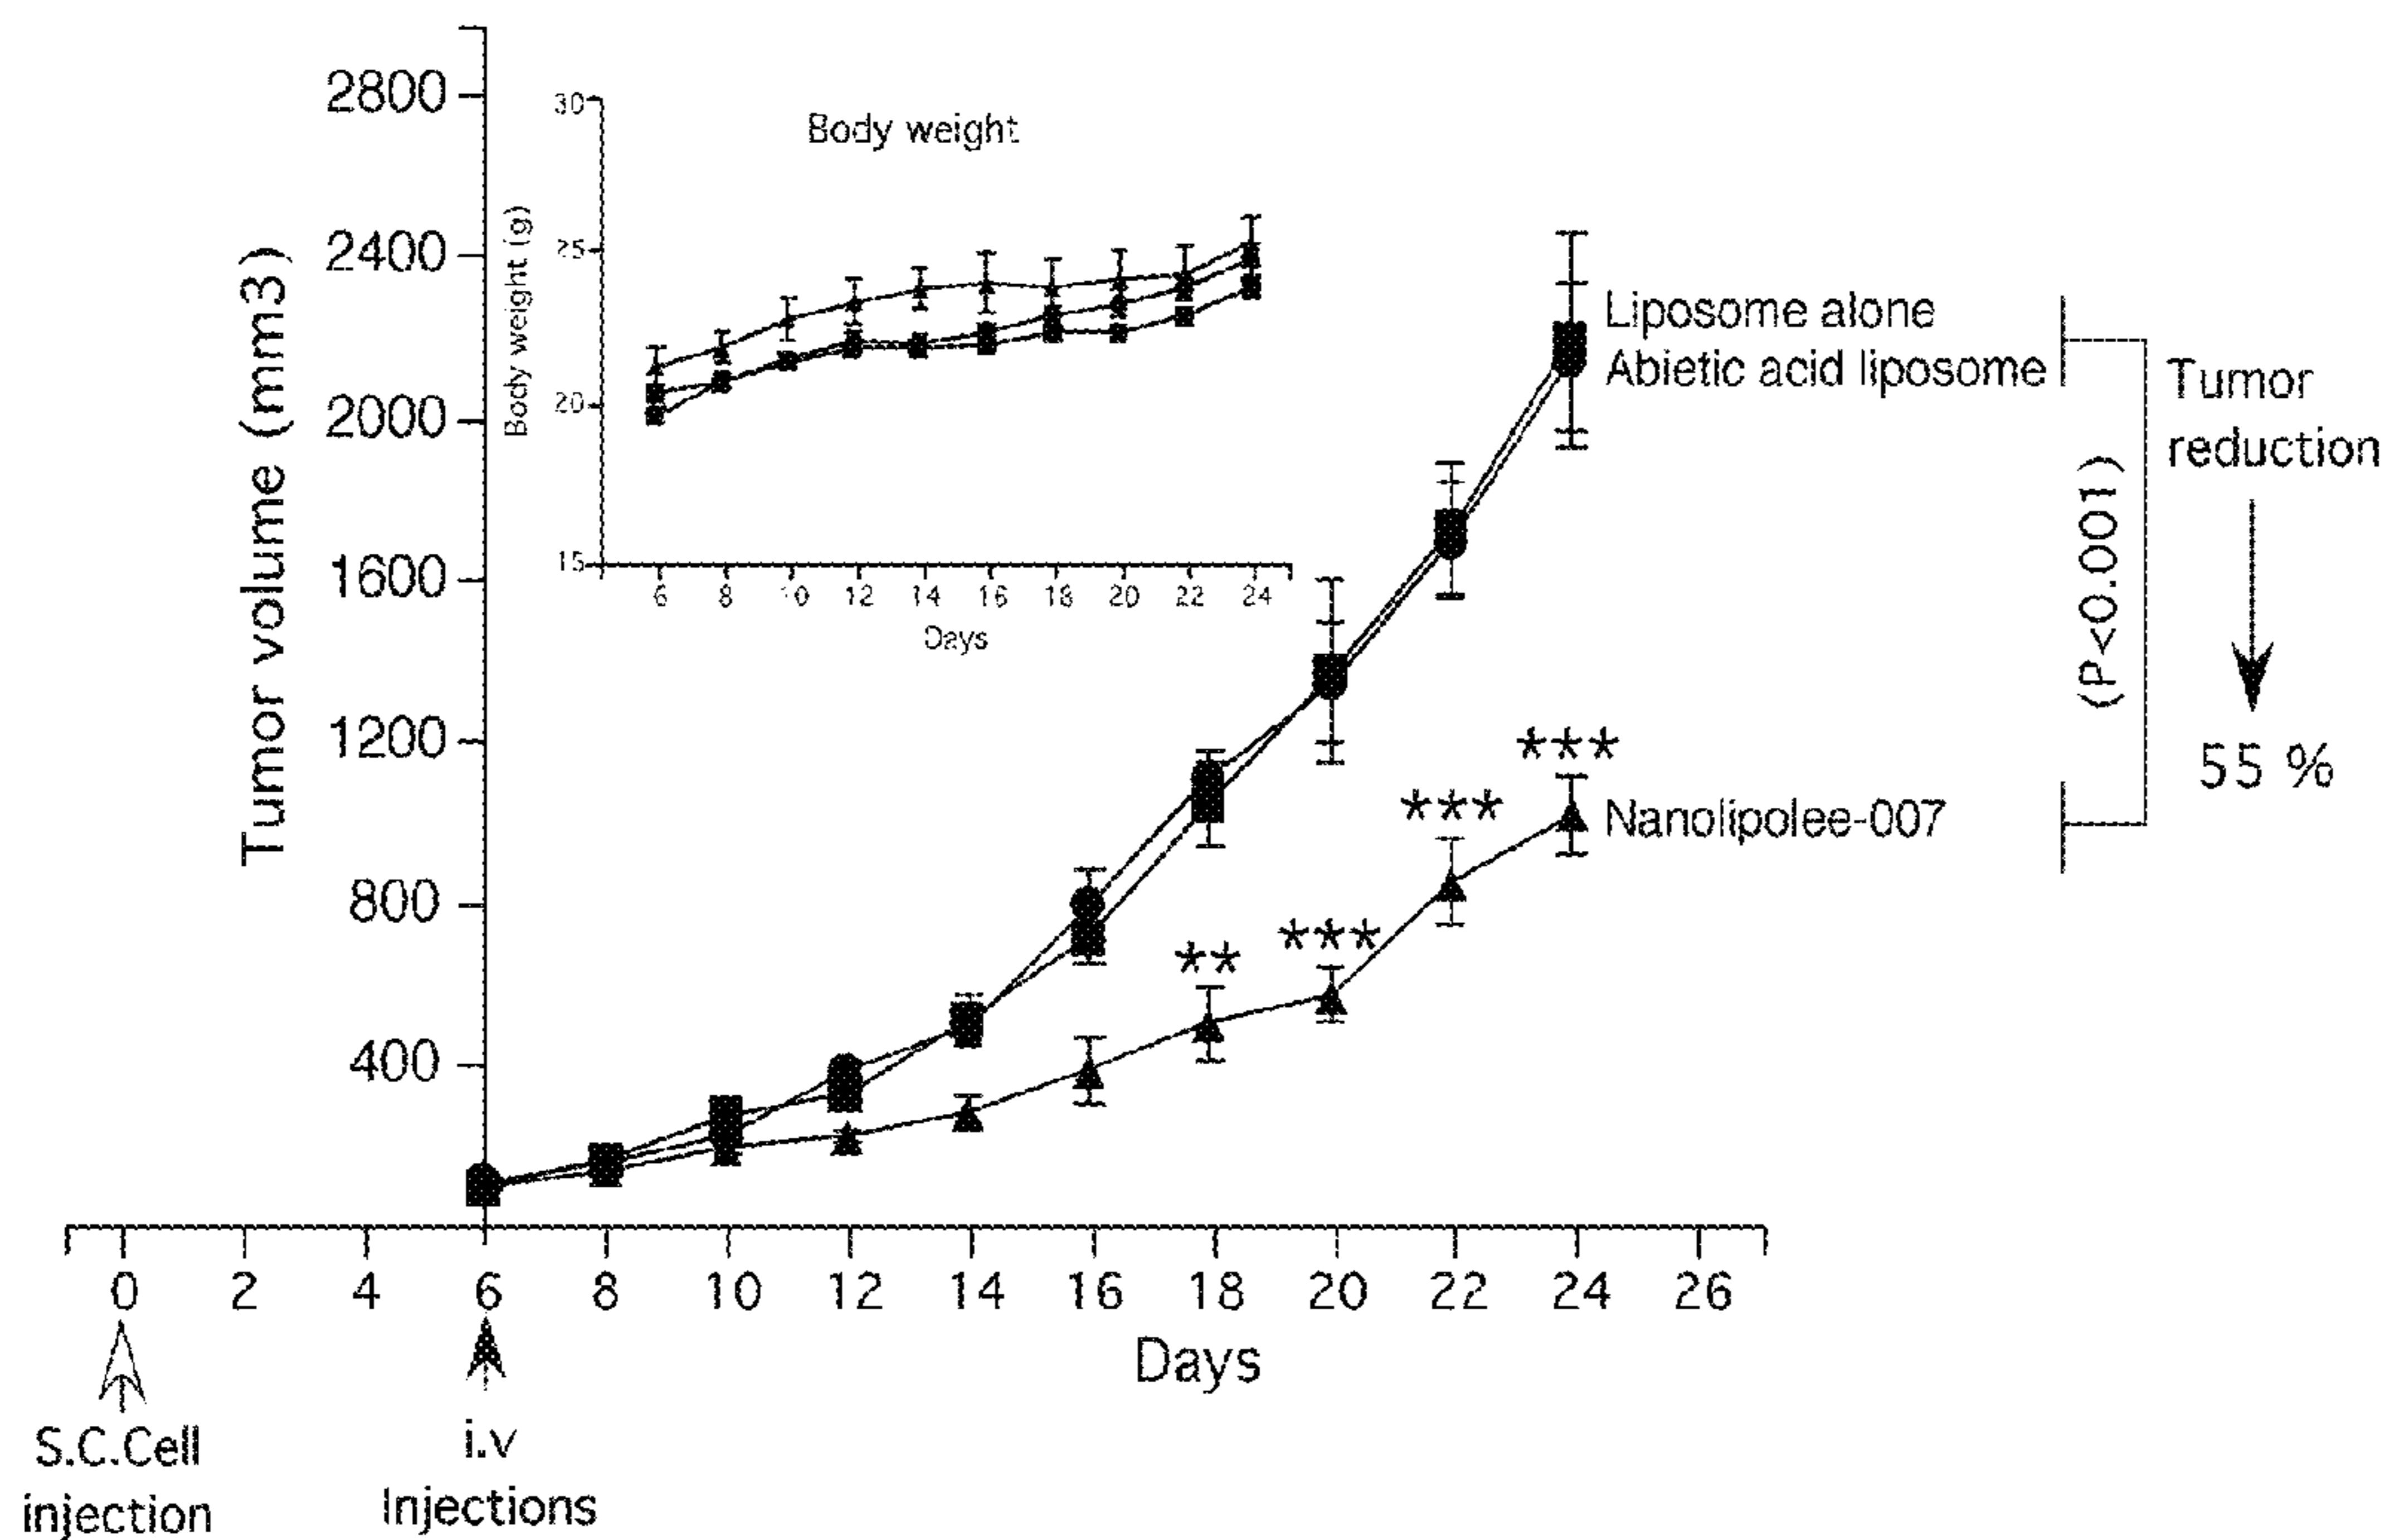 Tumor volume (mm3)
2800
2400
2000
1600
1200
800
400
Body weight
Body weight (g)
30
25
20
15
6 8 10 12 14 16 18 20 22 24
Days
Liposome alone
Abietic acid liposome
(P<0.001)
Tumor
reduction
55 %
***
***
***
**
Nanolipolee-007
0 2 4 6 8 10 12 14 16 18 20 22 24 26
Days
S.C.Cell
injection
i.v
Injections